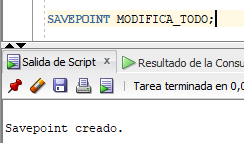 SAVEPOINT MODIFICA_TODO;
Salida de Script x
Resultado de la Consu
Tarea terminada en 0,0
Savepoint creado.